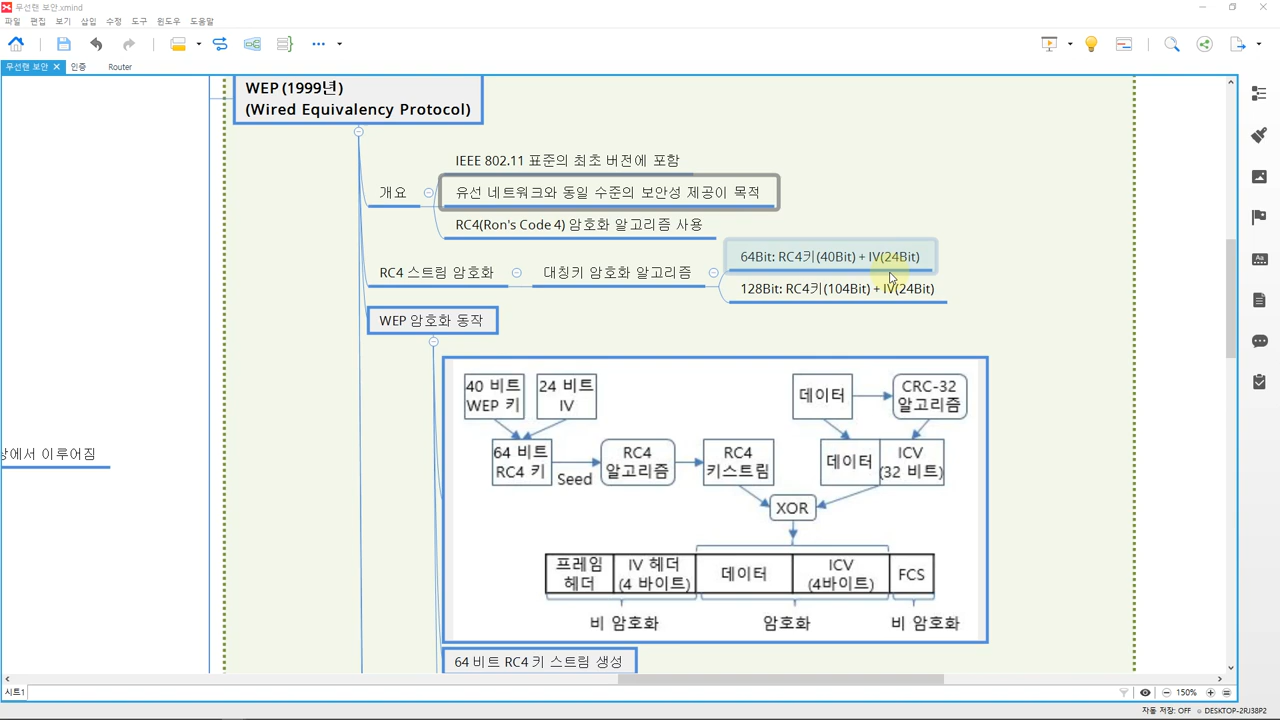 무선랜 보안.xmind
파일 편집 보기 삽입 수정 도구 윈도우 도움말
무선랜 보안 인증 Router
WEP (1999년)
(Wired Equivalency Protocol)
IEEE 802.11 표준의 최초 버전에 포함
개요
유선 네트워크와 동일 수준의 보안성 제공이 목적
RC4(Ron's Code 4) 암호화 알고리즘 사용
64Bit: RC4키(40Bit) + IV(24Bit)
RC4 스트림 암호화
대칭키 암호화 알고리즘
128Bit: RC4키(104Bit) + IV(24Bit)
WEP 암호화 동작
40 비트
WEP 키
24 비트
IV
데이터
CRC-32
알고리즘
64 비트
RC4 키
Seed
RC4
알고리즘
RC4
키스트림
데이터
ICV
(32 비트)
XOR
프레임
헤더
IV 헤더
(4 바이트)
데이터
ICV
(4바이트)
FCS
비 암호화
암호화
비 암호화
상에서 이루어짐
64 비트 RC4 키 스트림 생성
시트1
150%
자동 저장: OFF DESKTOP-2RJ38P2